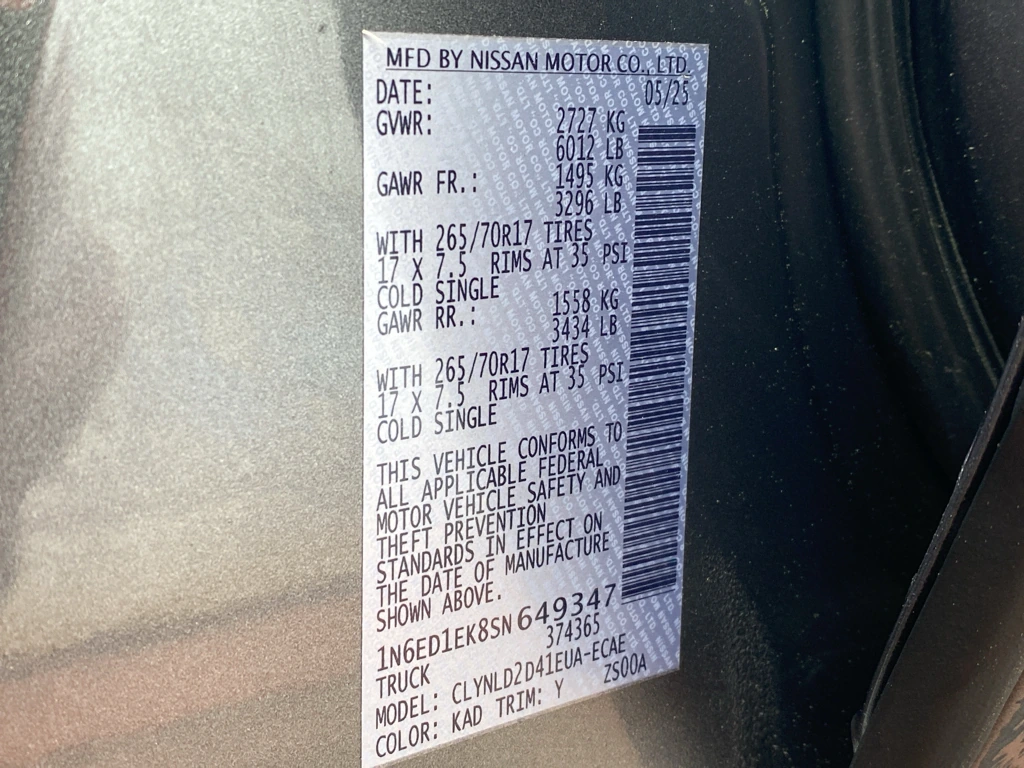 MFD BY NISSAN MOTOR CO., LTD.
DATE: 05/25
GVWR: 2727 KG
6012 LB
GAWR FR.: 1495 KG
3296 LB
WITH 265/70R17 TIRES
17 X 7.5 RIMS AT 35 PSI
COLD SINGLE
GAWR RR.: 1558 KG
3434 LB
WITH 265/70R17 TIRES
17 X 7.5 RIMS AT 35 PSI
COLD SINGLE
THIS VEHICLE CONFORMS TO
ALL APPLICABLE FEDERAL
MOTOR VEHICLE SAFETY AND
THEFT PREVENTION
STANDARDS IN EFFECT ON
THE DATE OF MANUFACTURE
SHOWN ABOVE.
1N6ED1EK8SN649347
TRUCK 374365
MODEL: CLYNLD2D41EUA-ECAE
COLOR: KAD TRIM: Y ZS00A